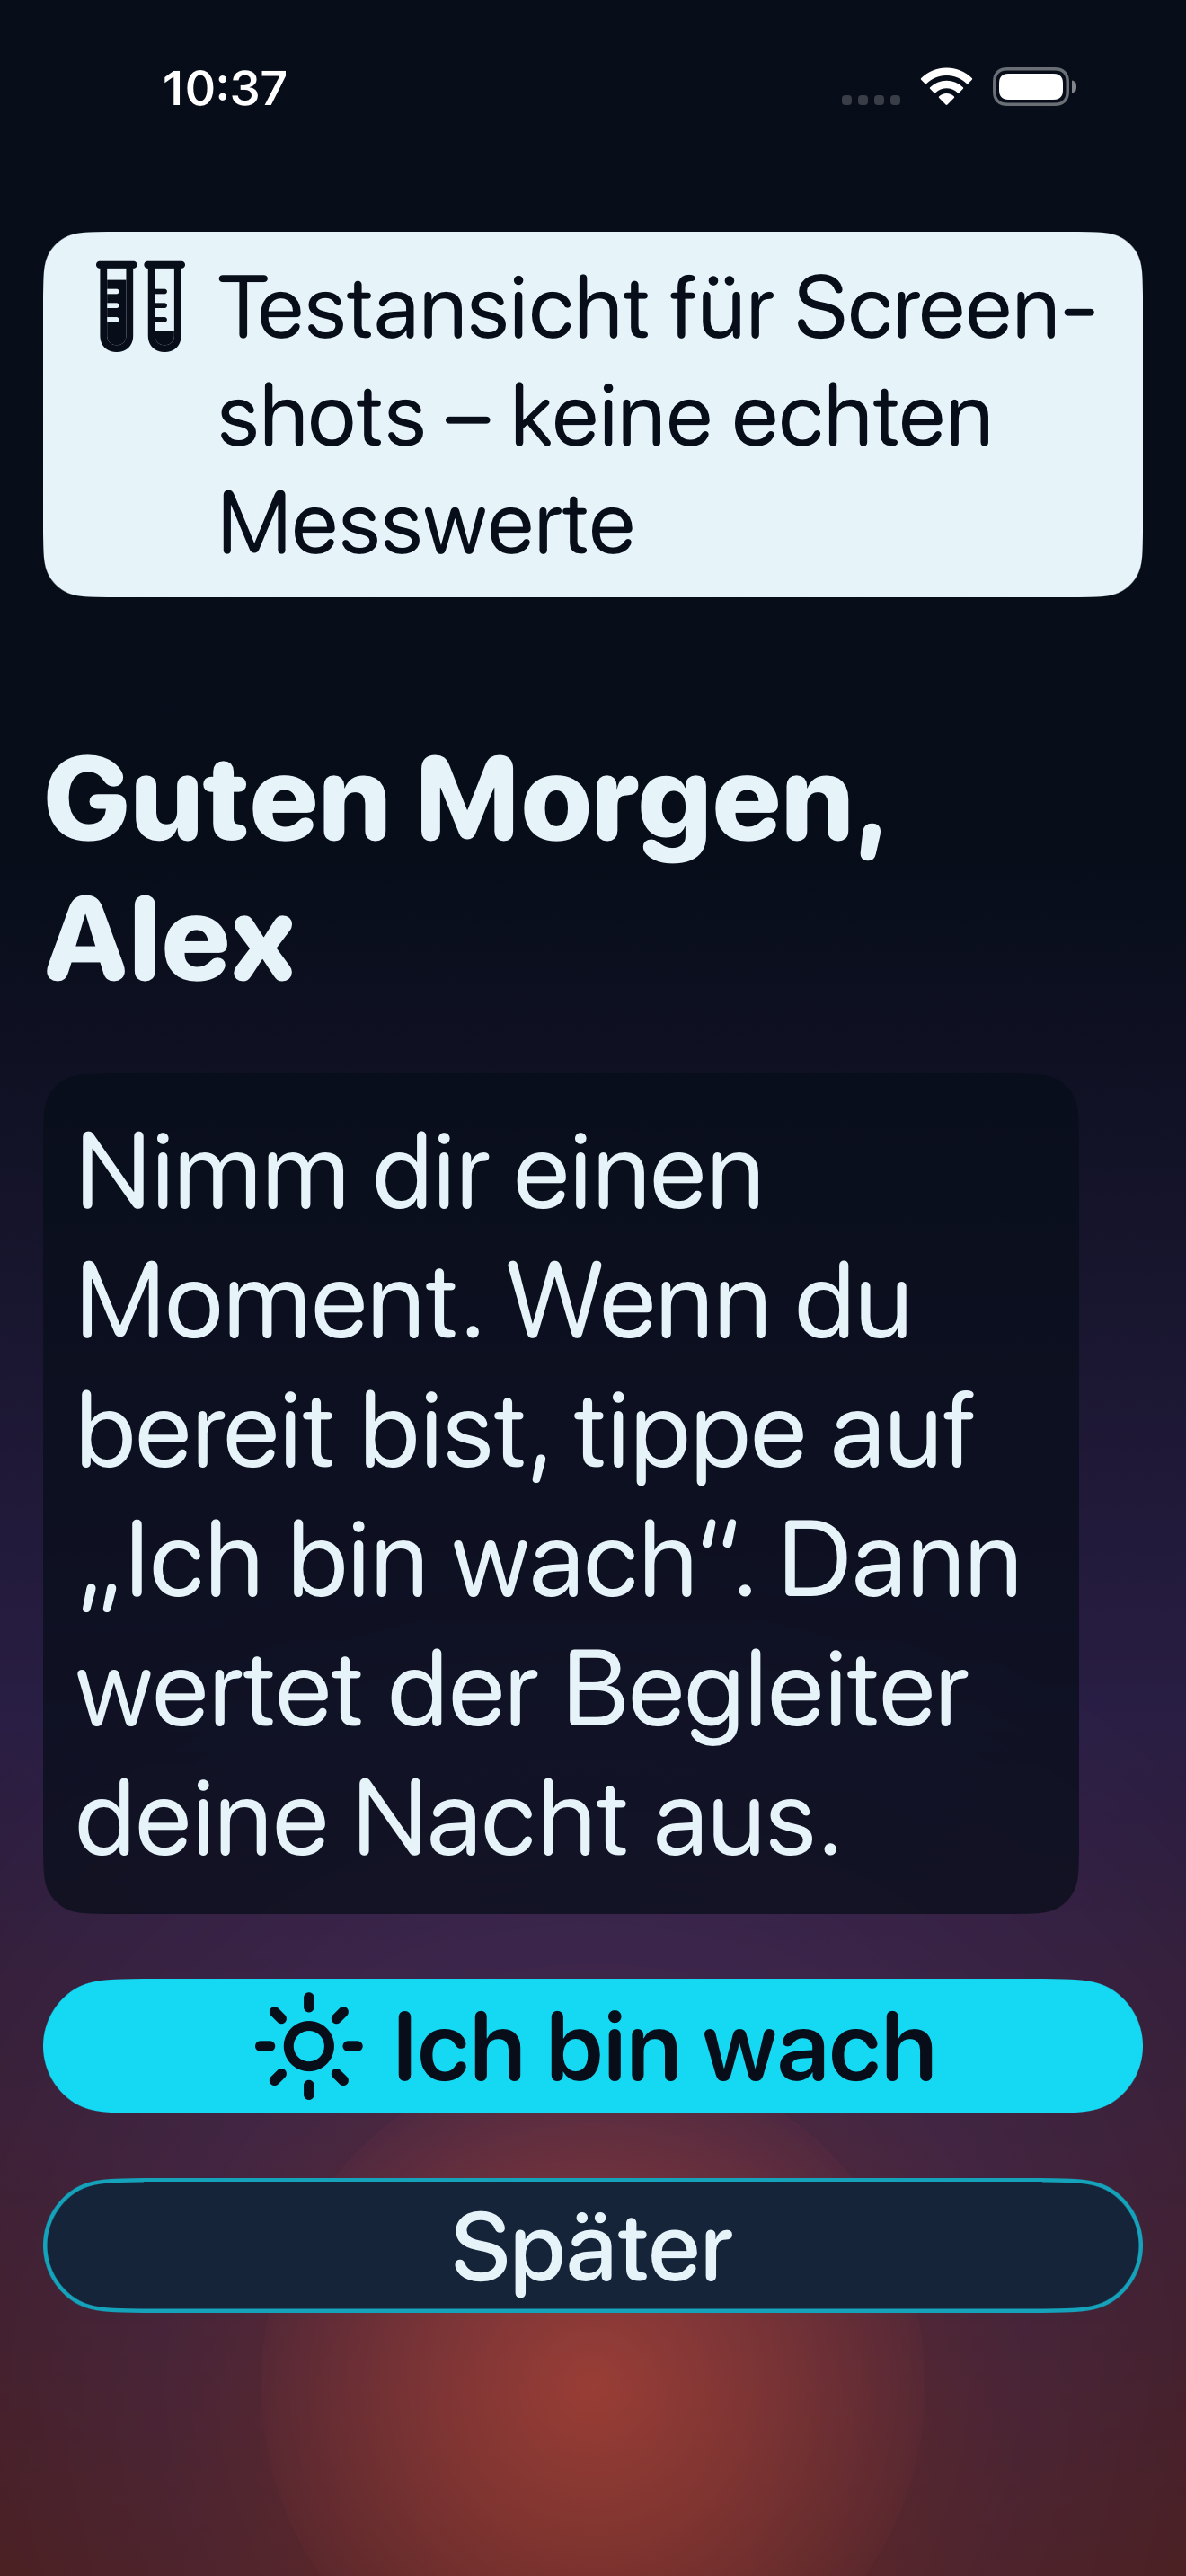 10:37
Testansicht für Screen-
shots – keine echten
Messwerte
Guten Morgen,
Alex
Nimm dir einen
Moment. Wenn du
bereit bist, tippe auf
„Ich bin wach“. Dann
wertet der Begleiter
deine Nacht aus.
Ich bin wach
Später